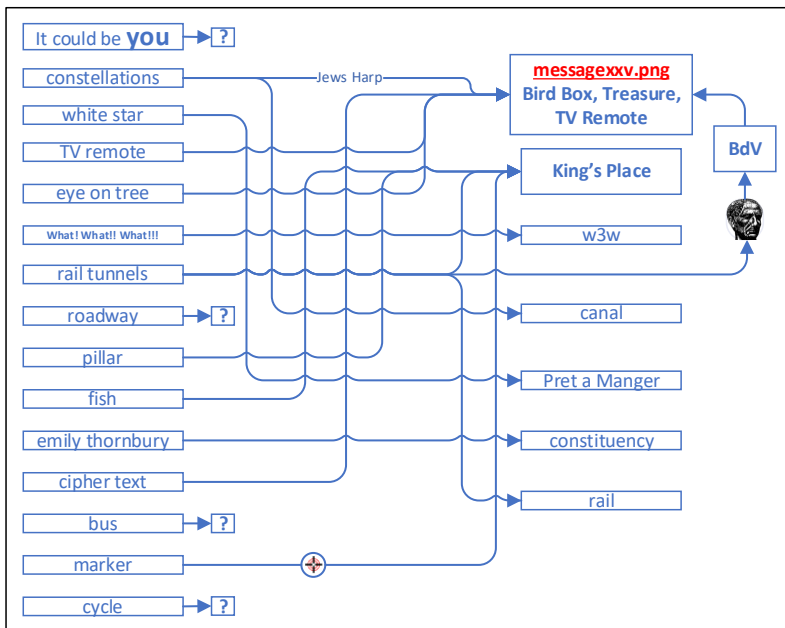 It could be you
?
constellations
Jews Harp
white star
TV remote
eye on tree
What! What!! What!!!
rail tunnels
roadway
?
pillar
fish
emily thornbury
cipher text
bus
?
marker
cycle
?
messagexxv.png
Bird Box, Treasure,
TV Remote
BdV
King's Place
w3w
canal
Pret a Manger
constituency
rail